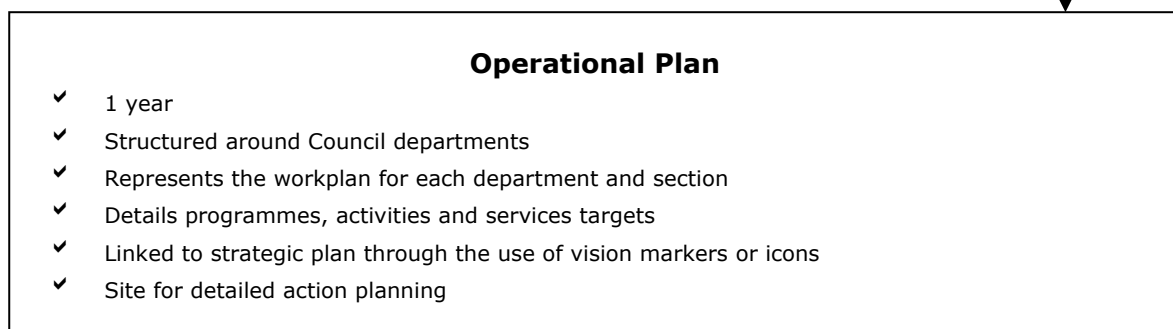 Operational Plan
✔ 1 year
✔ Structured around Council departments
✔ Represents the workplan for each department and section
✔ Details programmes, activities and services targets
✔ Linked to strategic plan through the use of vision markers or icons
✔ Site for detailed action planning